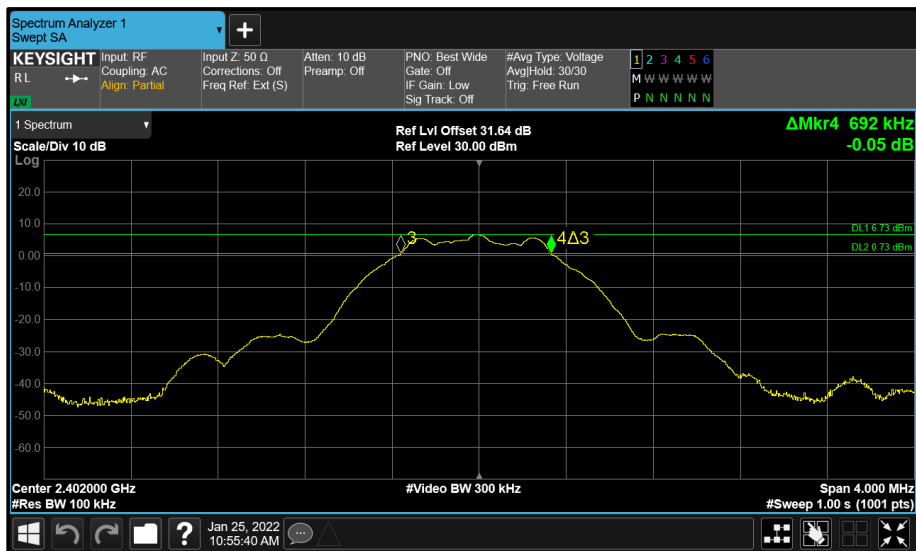 Spectrum Analyzer 1
Swept SA
KEYSIGHT
R L
LXI
Input: RF
Coupling: AC
Align: Partial
Input Z: 50 Ω
Corrections: Off
Freq Ref: Ext (S)
Atten: 10 dB
Preamp: Off
PNO: Best Wide
Gate: Off
IF Gain: Low
Sig Track: Off
#Avg Type: Voltage
Avg|Hold: 30/30
Trig: Free Run
1 2 3 4 5 6
M W W W W W
P N N N N N
1 Spectrum
Scale/Div 10 dB
Ref Lvl Offset 31.64 dB
Ref Level 30.00 dBm
ΔMkr4 692 kHz
-0.05 dB
Log
20.0
10.0
0.00
-10.0
-20.0
-30.0
-40.0
-50.0
-60.0
3
4Δ3
DL1 6.73 dBm
DL2 0.73 dBm
Center 2.402000 GHz
#Video BW 300 kHz
Span 4.000 MHz
#Res BW 100 kHz
#Sweep 1.00 s (1001 pts)
Jan 25, 2022
10:55:40 AM